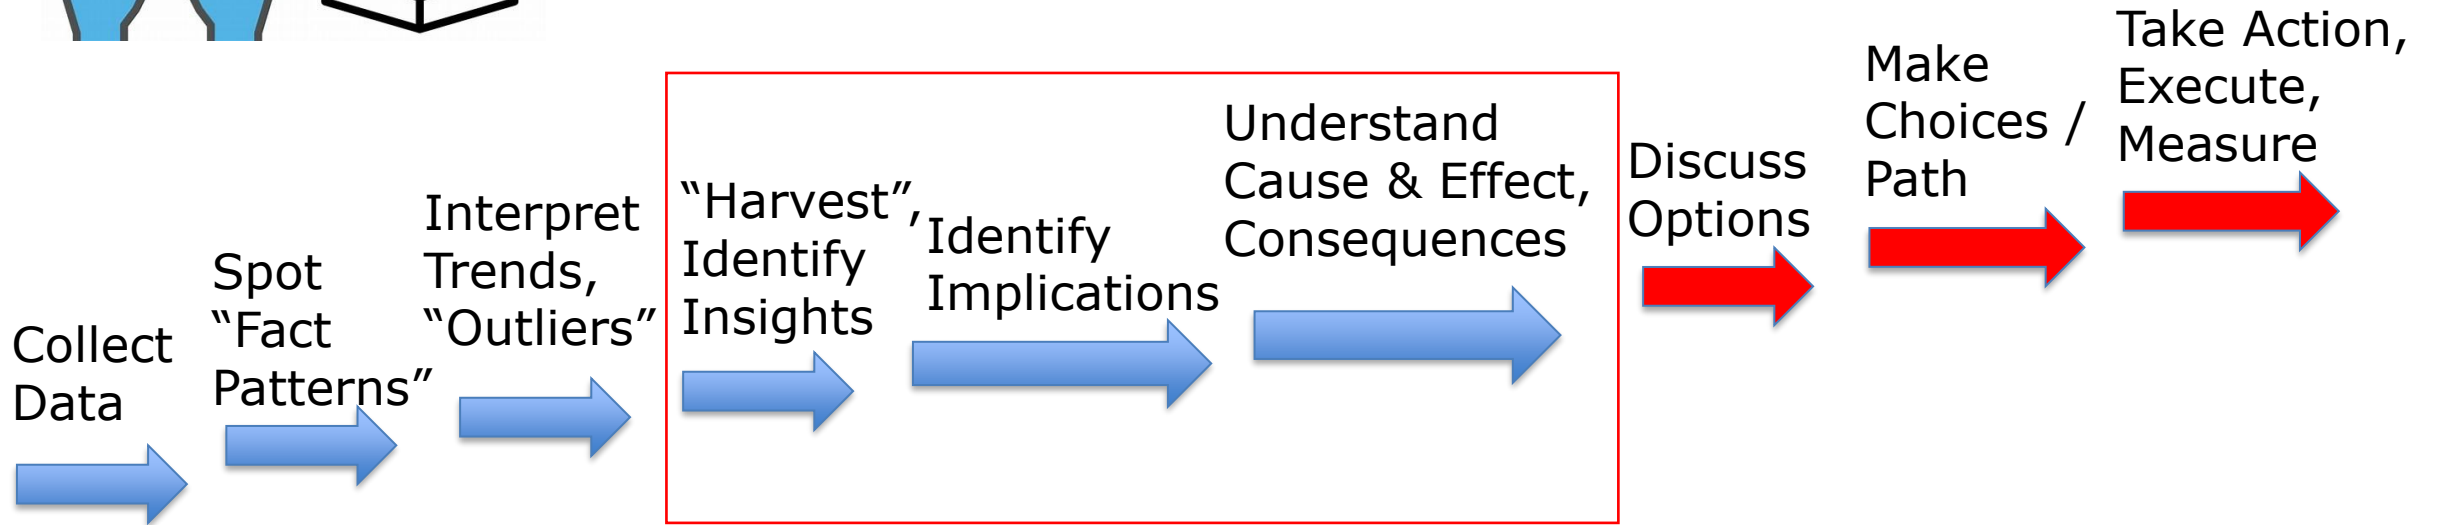 Collect
Data
Spot
“Fact
Patterns”
Interpret
Trends,
“Outliers”
“Harvest”,
Identify
Insights
Identify
Implications
Understand
Cause & Effect,
Consequences
Discuss
Options
Make
Choices /
Path
Take Action,
Execute,
Measure